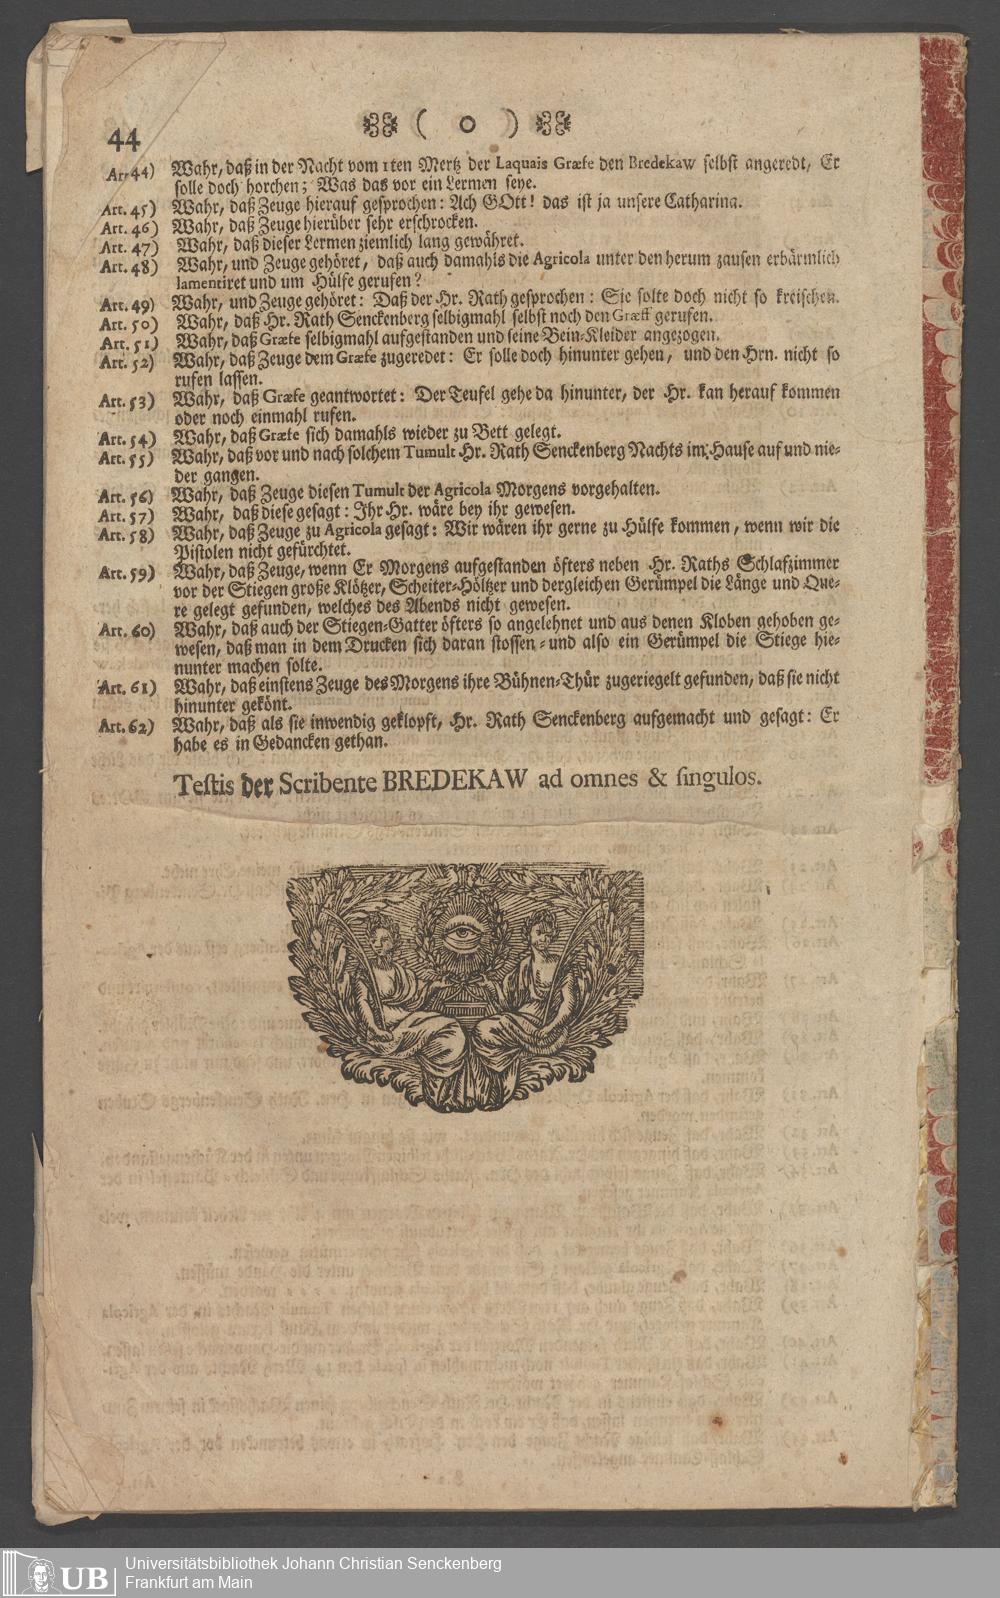 44
( o )
Art 44) Wahr, daß in der Nacht vom 1ten Mertz der Laquais Græfe den Bredekaw selbst angeredt, Er
solle doch horchen; Was das vor ein Lermen seye.
Art. 45) Wahr, daß Zeuge hierauf gesprochen: Ach GOtt! das ist ja unsere Catharina.
Art. 46) Wahr, daß Zeuge hierüber sehr erschrocken.
Art. 47) Wahr, daß dieser Lermen ziemlich lang gewähret.
Art. 48) Wahr, und Zeuge gehöret, daß auch damahls die Agricola unter den herum zausen erbärmlich
lamentiret und um Hülfe gerufen?
Art. 49) Wahr, und Zeuge gehöret: Daß der Hr. Rath gesprochen: Sie solte doch nicht so kreischen.
Art. 50) Wahr, daß Hr. Rath Senckenberg selbigmahl selbst noch den Græff gerufen.
Art. 51) Wahr, daß Græfe selbigmahl aufgestanden und seine Bein-Kleider angezogen.
Art. 52) Wahr, daß Zeuge dem Græfe zugeredet: Er solle doch hinunter gehen, und den Hrn. nicht so
rufen lassen.
Art. 53) Wahr, daß Græfe geantwortet: Der Teufel gehe da hinunter, der Hr. kan herauf kommen
oder noch einmahl rufen.
Art. 54) Wahr, daß Græfe sich damahls wieder zu Bett gelegt.
Art. 55) Wahr, daß vor und nach solchem Tumult Hr. Rath Senckenberg Nachts im Hause auf und nie-
der gangen.
Art. 56) Wahr, daß Zeuge diesen Tumult der Agricola Morgens vorgehalten.
Art. 57) Wahr, daß diese gesagt: Ihr Hr. wäre bey ihr gewesen.
Art. 58) Wahr, daß Zeuge zu Agricola gesagt: Wir wären ihr gerne zu Hülfe kommen, wenn wir die
Pistolen nicht gefürchtet.
Art. 59) Wahr, daß Zeuge, wenn Er Morgens aufgestanden öfters neben Hr. Raths Schlafzimmer
vor der Stiegen große Klötzer, Scheiter-Höltzer und dergleichen Gerümpel die Länge und Que-
re gelegt gefunden, welches des Abends nicht gewesen.
Art. 60) Wahr, daß auch der Stiegen-Gatter öfters so angelehnet und aus denen Kloben gehoben ge-
wesen, daß man in dem Drucken sich daran stossen- und also ein Gerümpel die Stiege hie-
nunter machen solte.
Art. 61) Wahr, daß einstens Zeuge des Morgens ihre Bühnen-Thür zugeriegelt gefunden, daß sie nicht
hinunter gekönt.
Art. 62) Wahr, daß als sie inwendig geklopft, Hr. Rath Senckenberg aufgemacht und gesagt: Er
habe es in Gedancken gethan.
Testis der Scribente BREDEKAW ad omnes & singulos.
UB
Universitätsbibliothek Johann Christian Senckenberg
Frankfurt am Main